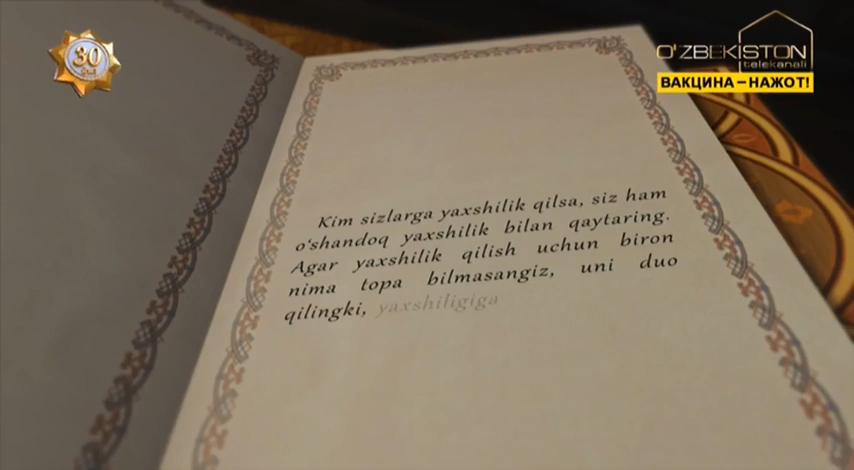 30
O'ZBEKISTON
telekanali
ВАКЦИНА – НАЖОТ!
Kim sizlarga yaxshilik qilsa, siz ham
o'shandoq yaxshilik bilan qaytaring.
Agar yaxshilik qilish uchun biron
nima topa bilmasangiz, uni duo
qilingki, yaxshiligiga